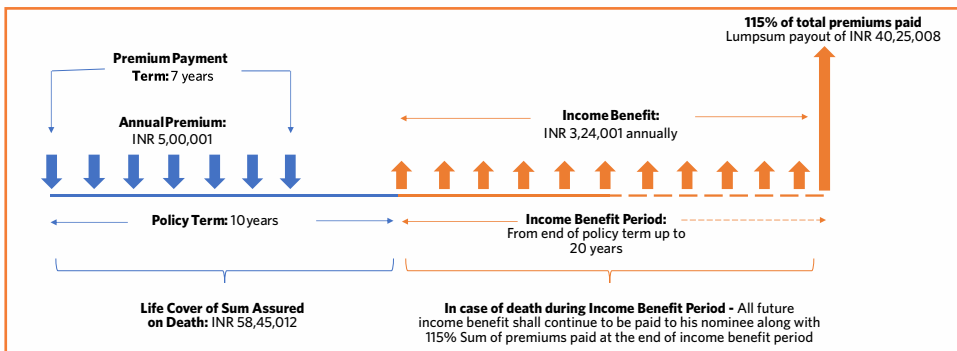 115% of total premiums paid
Lumpsum payout of INR 40,25,008
Premium Payment
Term: 7 years
Annual Premium:
INR 5,00,001
Income Benefit:
INR 3,24,001 annually
Policy Term: 10 years
Income Benefit Period:
From end of policy term up to
20 years
Life Cover of Sum Assured
on Death: INR 58,45,012
In case of death during Income Benefit Period - All future
income benefit shall continue to be paid to his nominee along with
115% Sum of premiums paid at the end of income benefit period